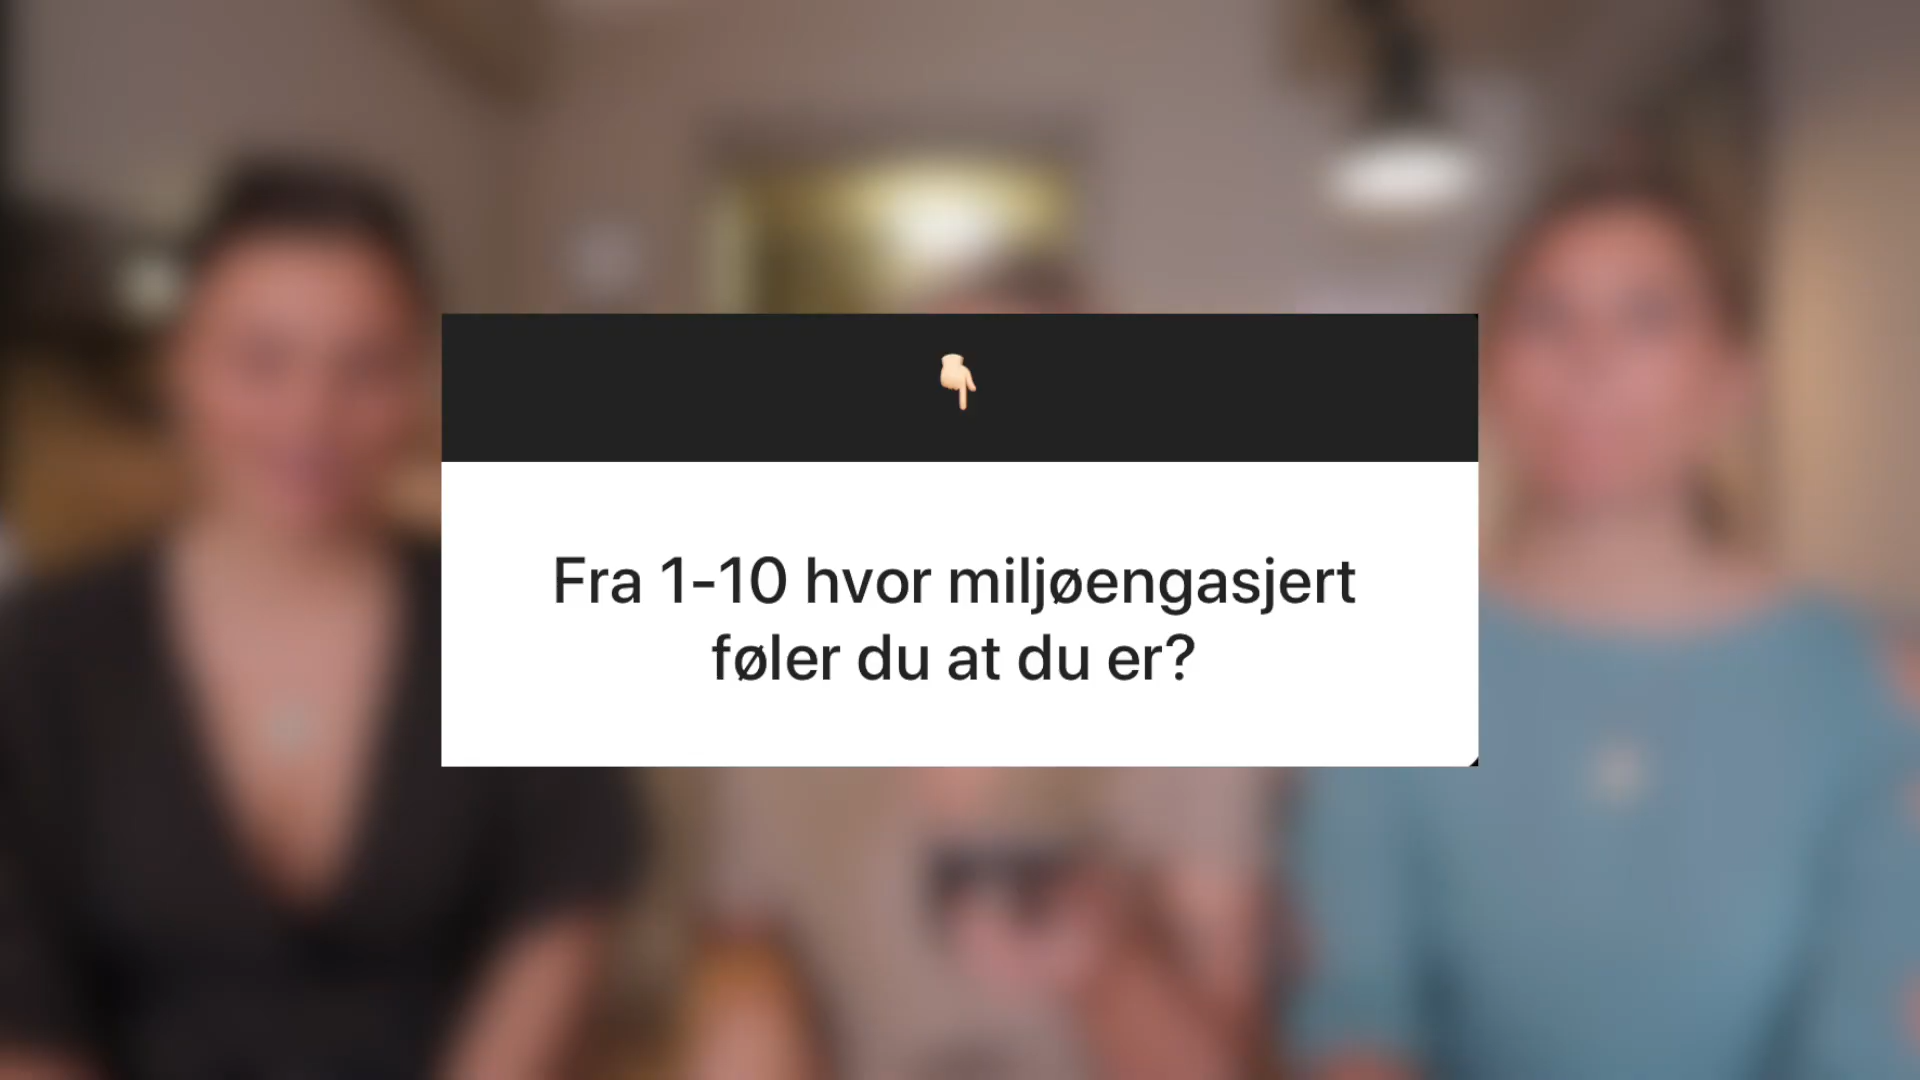 👇🏻
Fra 1-10 hvor miljøengasjert
føler du at du er?